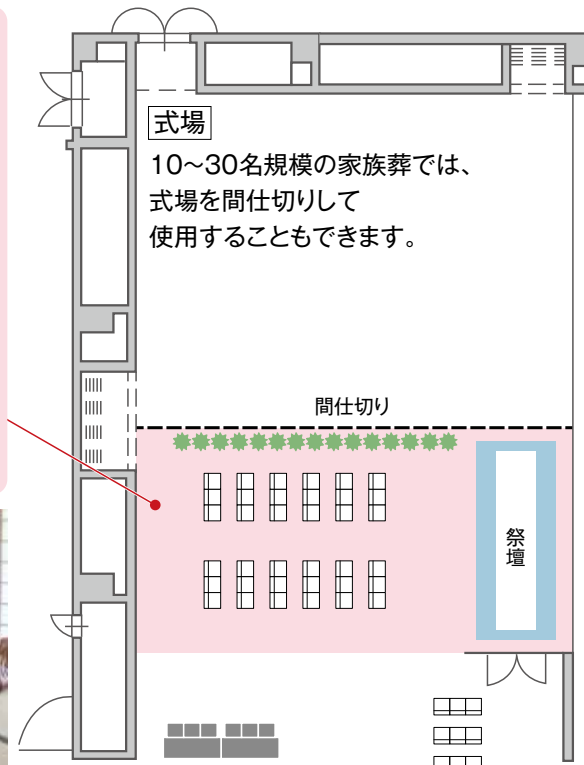 式場
10〜30名規模の家族葬では、
式場を間仕切りして
使用することもできます。
間仕切り
祭壇